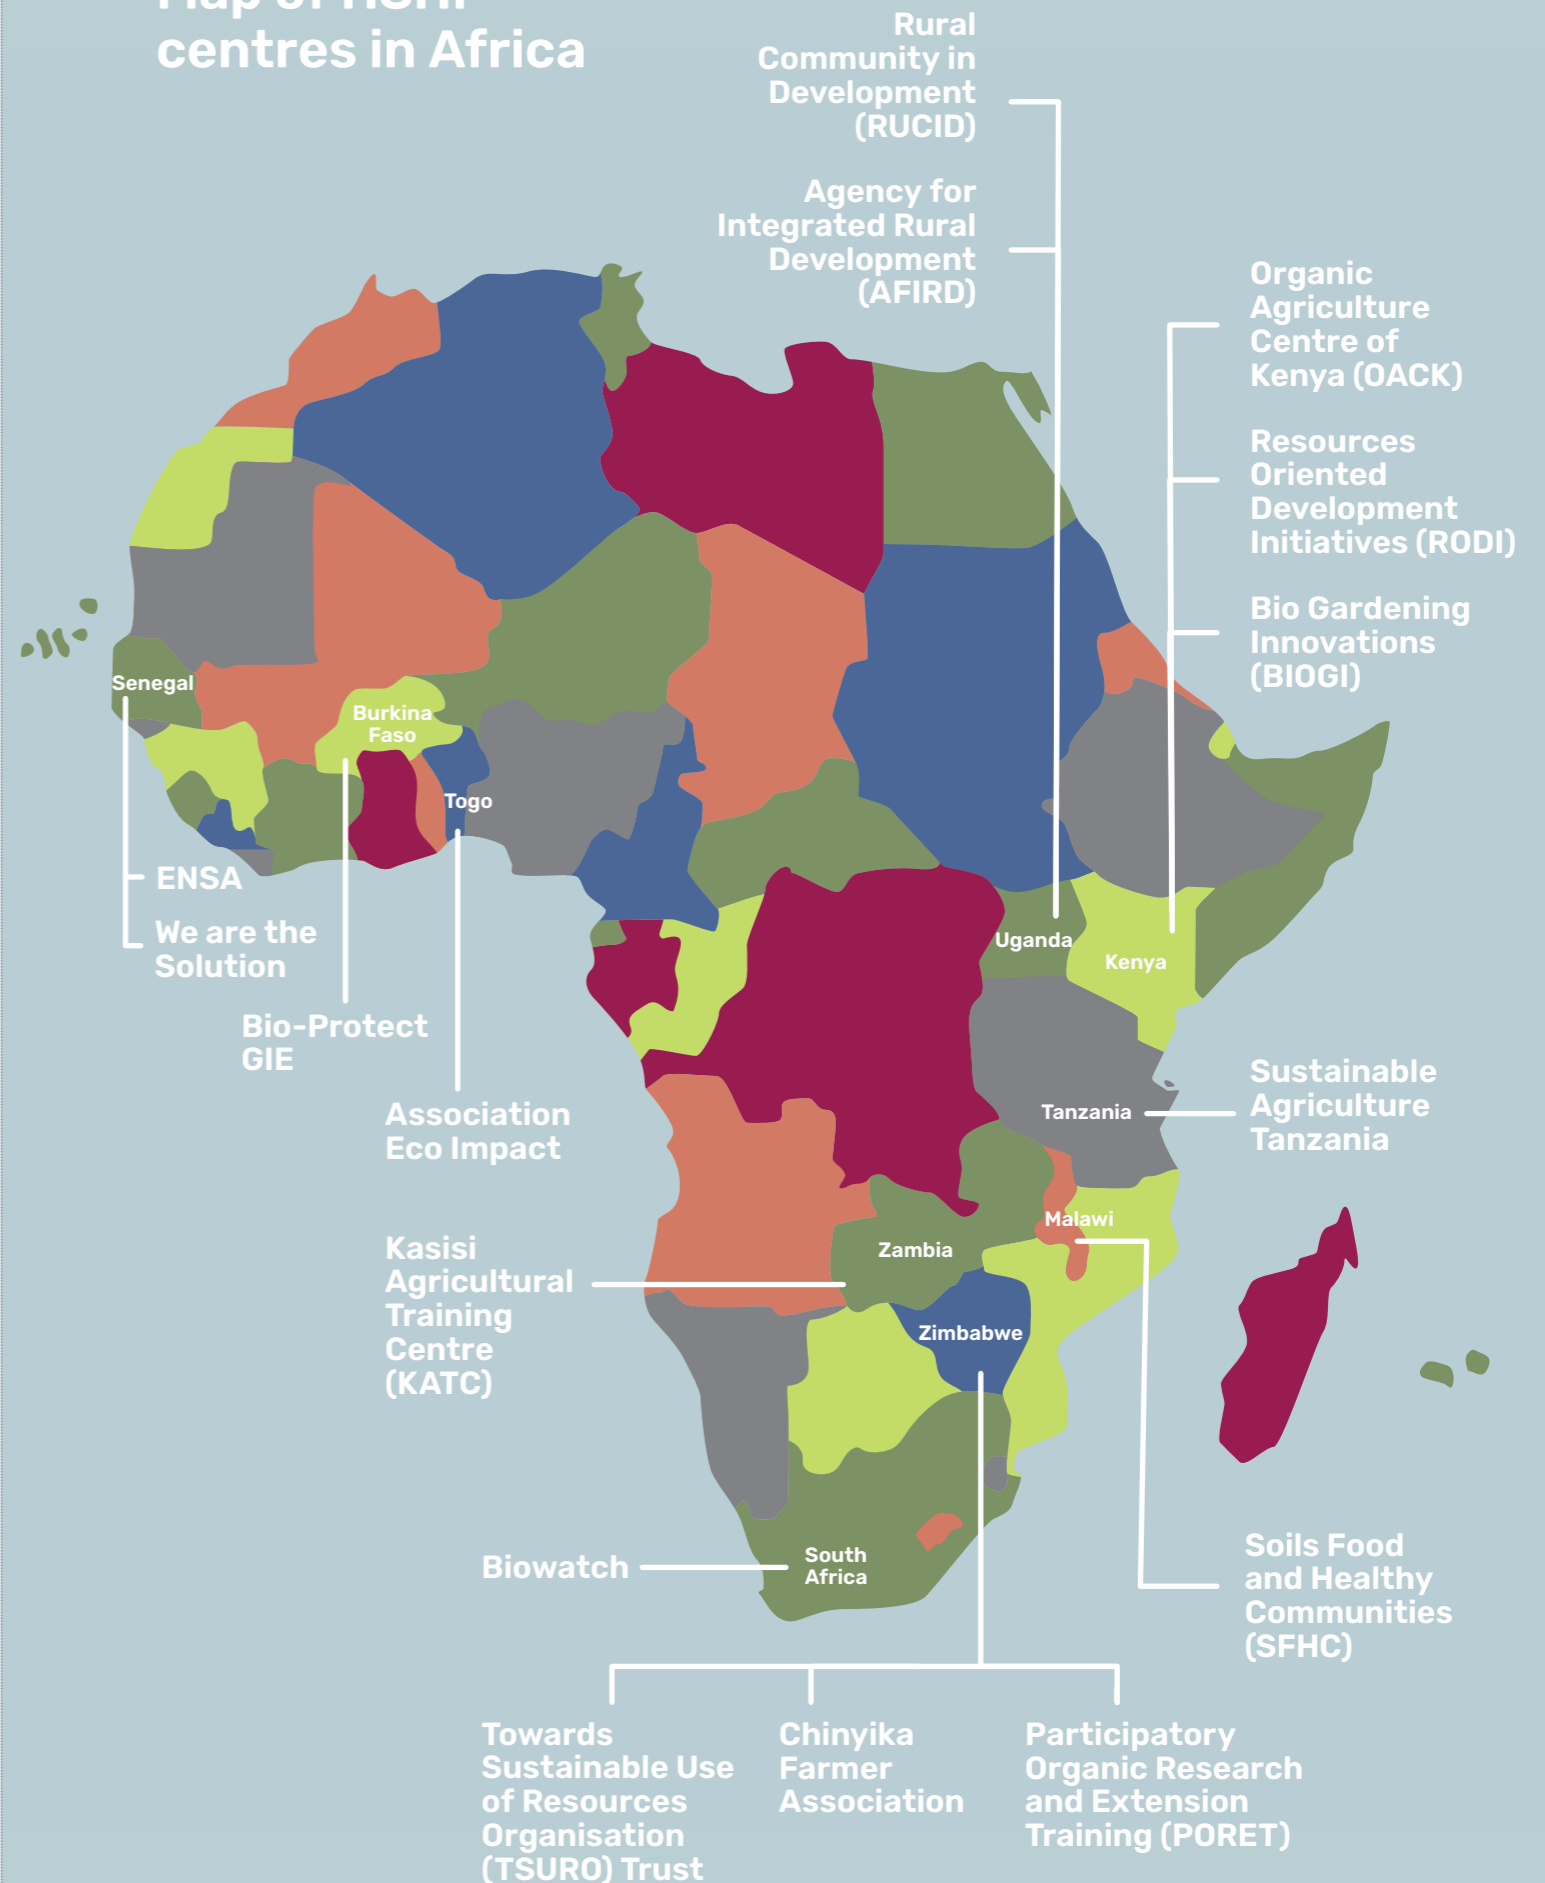 centres in Africa
Rural
Community in
Development
(RUCID)
Agency for
Integrated Rural
Development
(AFIRD)
Organic
Agriculture
Centre of
Kenya (OACK)
Resources
Oriented
Development
Initiatives (RODI)
Bio Gardening
Innovations
(BIOGI)
Senegal
Burkina
Faso
Togo
ENSA
We are the
Solution
Bio-Protect
GIE
Association
Eco Impact
Uganda
Kenya
Tanzania
Sustainable
Agriculture
Tanzania
Malawi
Zambia
Kasisi
Agricultural
Training
Centre
(KATC)
Zimbabwe
South
Africa
Biowatch
Soils Food
and Healthy
Communities
(SFHC)
Towards
Sustainable Use
of Resources
Organisation
(TSURO) Trust
Chinyika
Farmer
Association
Participatory
Organic Research
and Extension
Training (PORET)